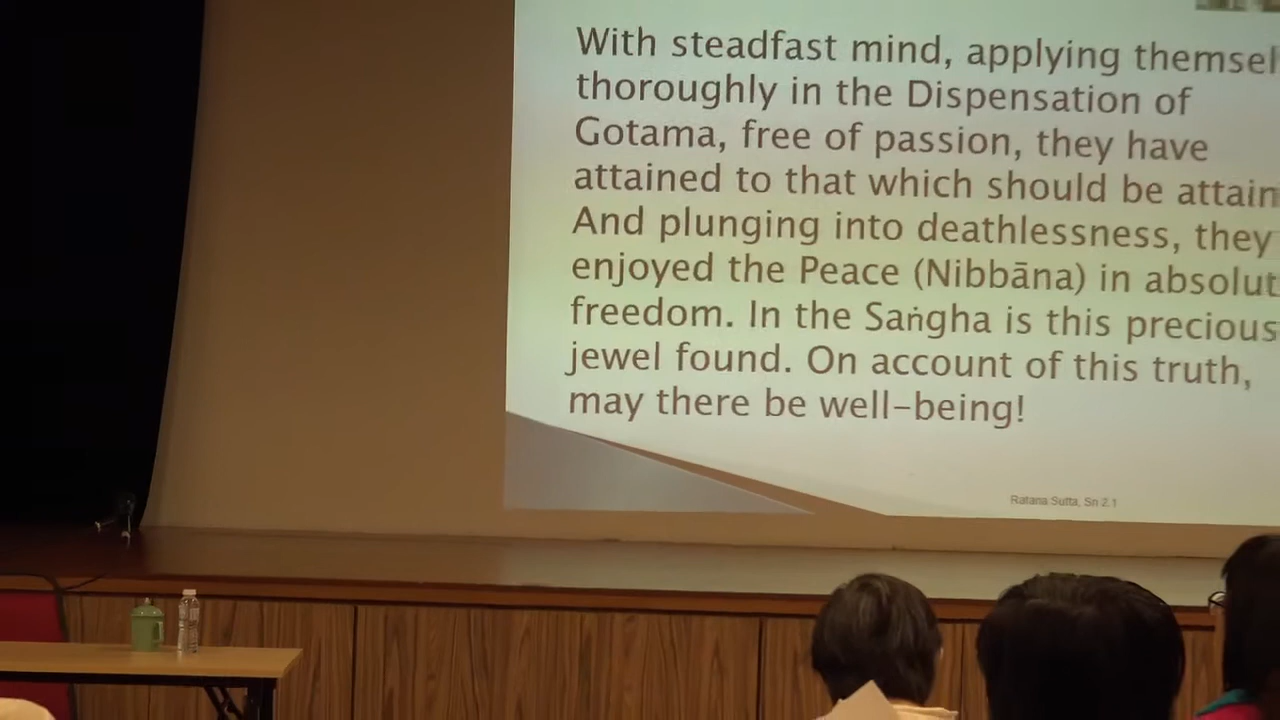 With steadfast mind, applying themsel
thoroughly in the Dispensation of
Gotama, free of passion, they have
attained to that which should be attain
And plunging into deathlessness, they
enjoyed the Peace (Nibbāna) in absolut
freedom. In the Saṅgha is this precious
jewel found. On account of this truth,
may there be well-being!
Ratana Sutta, Sn 2.1